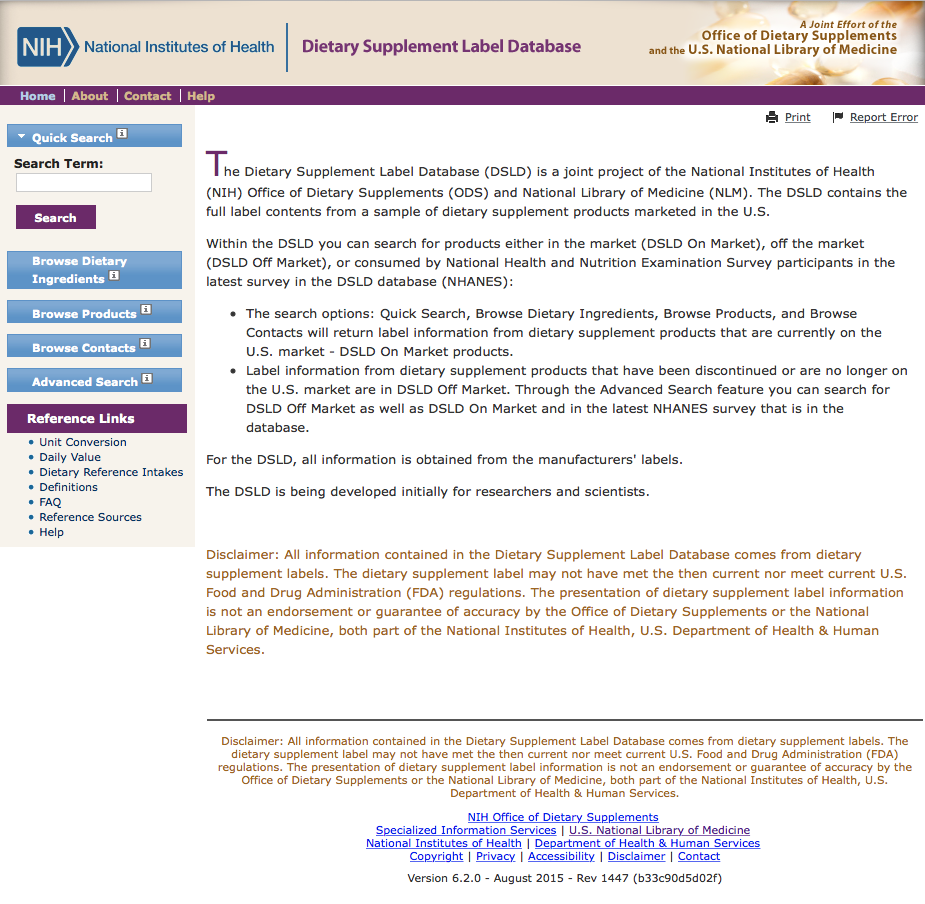 NIH National Institutes of Health
Dietary Supplement Label Database
A Joint Effort of the
Office of Dietary Supplements
and the U.S. National Library of Medicine
Home | About | Contact | Help
Print Report Error
Quick Search i
Search Term:
Search
Browse Dietary
Ingredients i
Browse Products i
Browse Contacts i
Advanced Search i
Reference Links
• Unit Conversion
• Daily Value
• Dietary Reference Intakes
• Definitions
• FAQ
• Reference Sources
• Help
The Dietary Supplement Label Database (DSLD) is a joint project of the National Institutes of Health
(NIH) Office of Dietary Supplements (ODS) and National Library of Medicine (NLM). The DSLD contains the
full label contents from a sample of dietary supplement products marketed in the U.S.
Within the DSLD you can search for products either in the market (DSLD On Market), off the market
(DSLD Off Market), or consumed by National Health and Nutrition Examination Survey participants in the
latest survey in the DSLD database (NHANES):
• The search options: Quick Search, Browse Dietary Ingredients, Browse Products, and Browse
Contacts will return label information from dietary supplement products that are currently on the
U.S. market - DSLD On Market products.
• Label information from dietary supplement products that have been discontinued or are no longer on
the U.S. market are in DSLD Off Market. Through the Advanced Search feature you can search for
DSLD Off Market as well as DSLD On Market and in the latest NHANES survey that is in the
database.
For the DSLD, all information is obtained from the manufacturers' labels.
The DSLD is being developed initially for researchers and scientists.
Disclaimer: All information contained in the Dietary Supplement Label Database comes from dietary
supplement labels. The dietary supplement label may not have met the then current nor meet current U.S.
Food and Drug Administration (FDA) regulations. The presentation of dietary supplement label information
is not an endorsement or guarantee of accuracy by the Office of Dietary Supplements or the National
Library of Medicine, both part of the National Institutes of Health, U.S. Department of Health & Human
Services.
Disclaimer: All information contained in the Dietary Supplement Label Database comes from dietary supplement labels. The
dietary supplement label may not have met the then current nor meet current U.S. Food and Drug Administration (FDA)
regulations. The presentation of dietary supplement label information is not an endorsement or guarantee of accuracy by the
Office of Dietary Supplements or the National Library of Medicine, both part of the National Institutes of Health, U.S.
Department of Health & Human Services.
NIH Office of Dietary Supplements
Specialized Information Services | U.S. National Library of Medicine
National Institutes of Health | Department of Health & Human Services
Copyright | Privacy | Accessibility | Disclaimer | Contact
Version 6.2.0 - August 2015 - Rev 1447 (b33c90d5d02f)